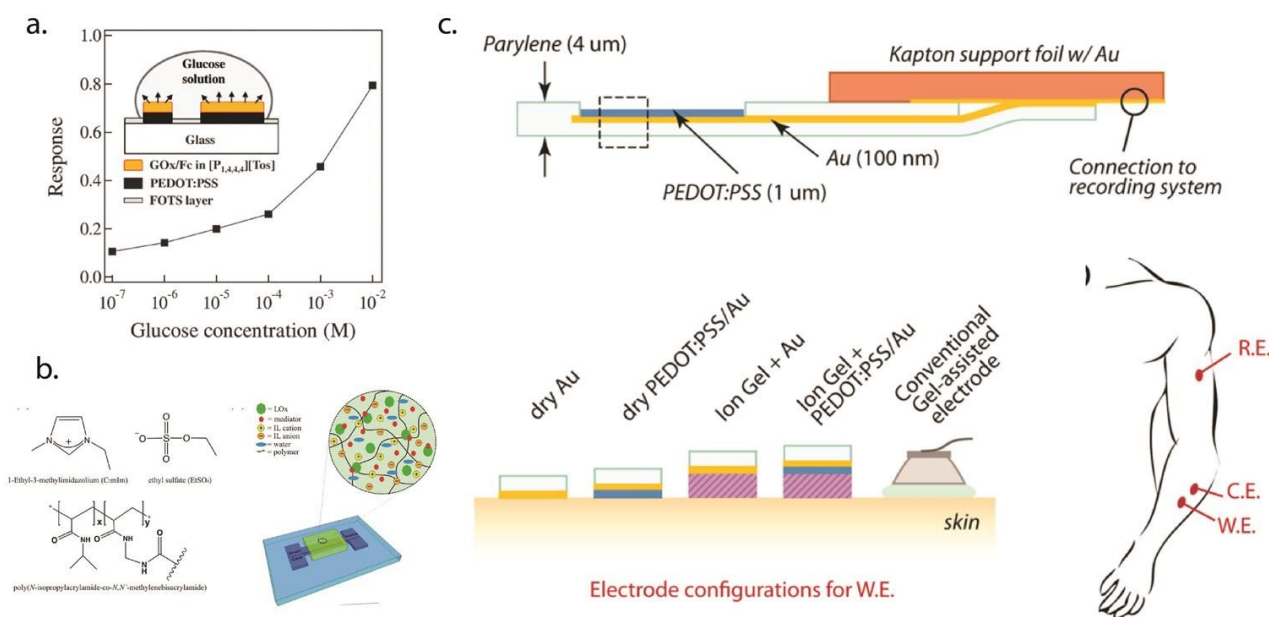 a.
Response
1.0
0.8
0.6
0.4
0.2
0.0
Glucose
solution
Glass
GOx/Fc in [P1,4,4,4][Tos]
PEDOT:PSS
FOTS layer
10-7
10-6
10-5
10-4
10-3
10-2
Glucose concentration (M)
b.
1-Ethyl-3-methylimidazolium (C2mIm)
ethyl sulfate (EtSO4)
N
+
N
-O
S
O
O
O
x
y
O
NH
O
NH
NH
O
poly(N-isopropylacrylamide-co-N,N'-methylenebisacrylamide)
= LOx
= mediator
= IL cation
= IL anion
= water
= polymer
c.
Parylene (4 um)
Kapton support foil w/ Au
Au (100 nm)
PEDOT:PSS (1 um)
Connection to
recording system
dry Au
dry PEDOT:PSS/Au
Ion Gel + Au
Ion Gel +
PEDOT:PSS/Au
Conventional
Gel-assisted
electrode
skin
Electrode configurations for W.E.
R.E.
C.E.
W.E.